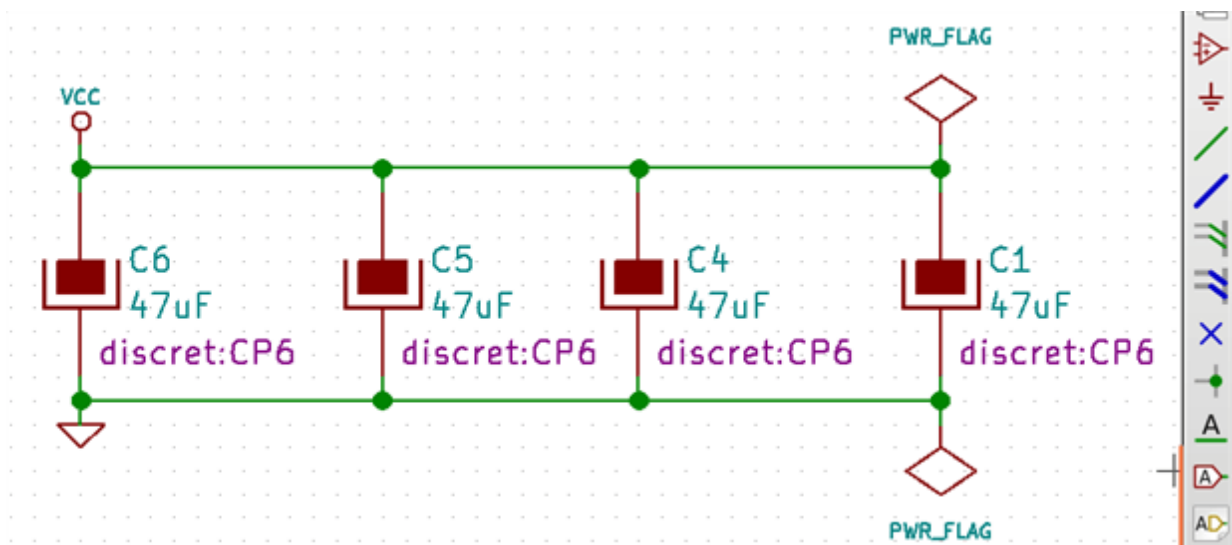 PWR_FLAG
VCC
C6
47uF
discret:CP6
C5
47uF
discret:CP6
C4
47uF
discret:CP6
C1
47uF
discret:CP6
PWR_FLAG
A
A
AD